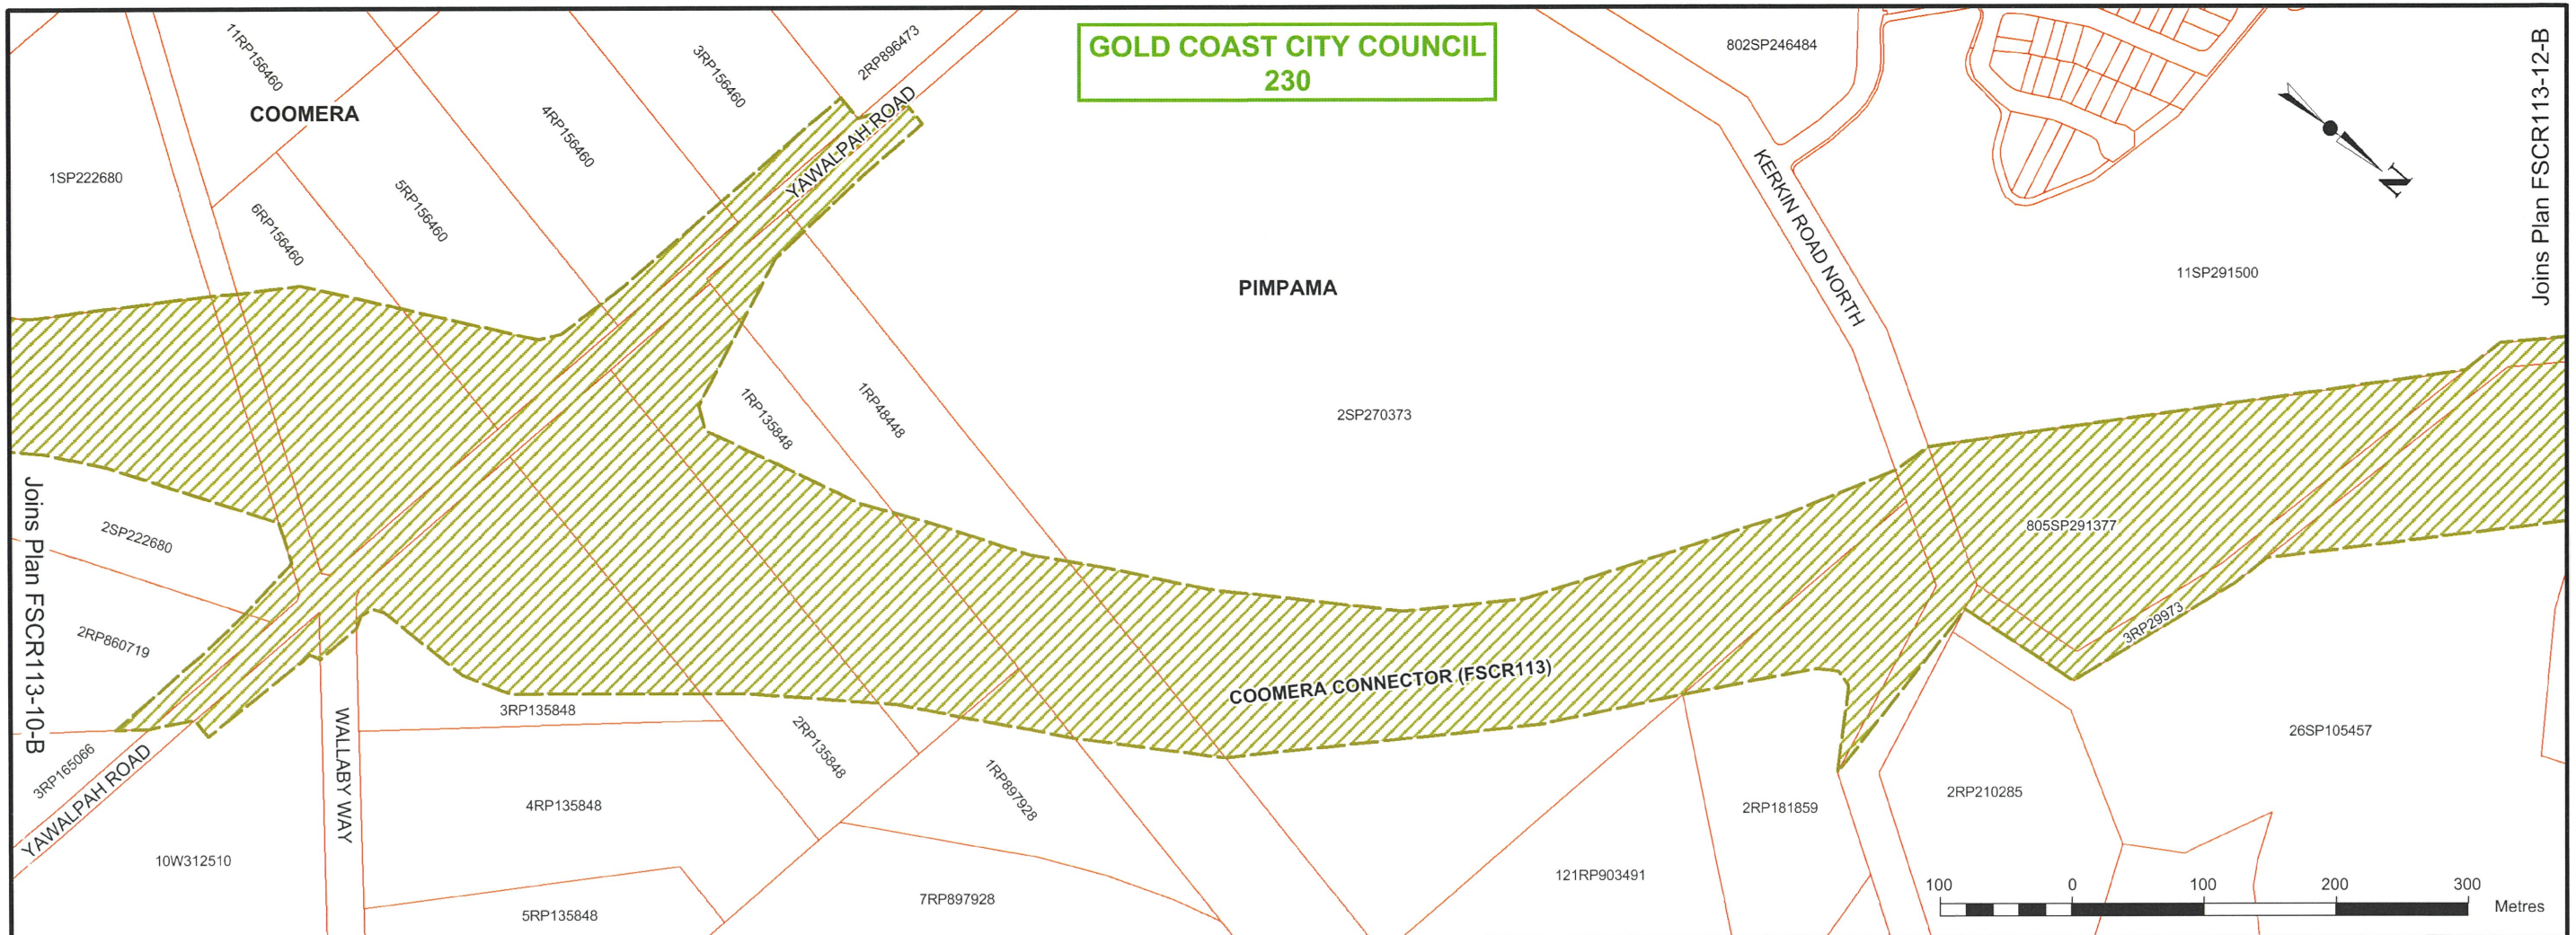 GOLD COAST CITY COUNCIL
230
11RP156460
COOMERA
3RP156460
2RP896473
802SP246484
Joins Plan FSCR113-12-B
4RP156460
YAWALPAH ROAD
1SP222680
5RP156460
6RP156460
KERKIN ROAD NORTH
N
PIMPAMA
11SP291500
1RP135848
1RP48448
2SP270373
Joins Plan FSCR113-10-B
2SP222680
805SP291377
2RP860719
3RP29973
COOMERA CONNECTOR (FSCR113)
3RP135848
WALLABY WAY
2RP135848
26SP105457
3RP165066
YAWALPAH ROAD
4RP135848
1RP897928
2RP181859
2RP210285
10W312510
121RP903491
5RP135848
7RP897928
100 0 100 200 300
Metres